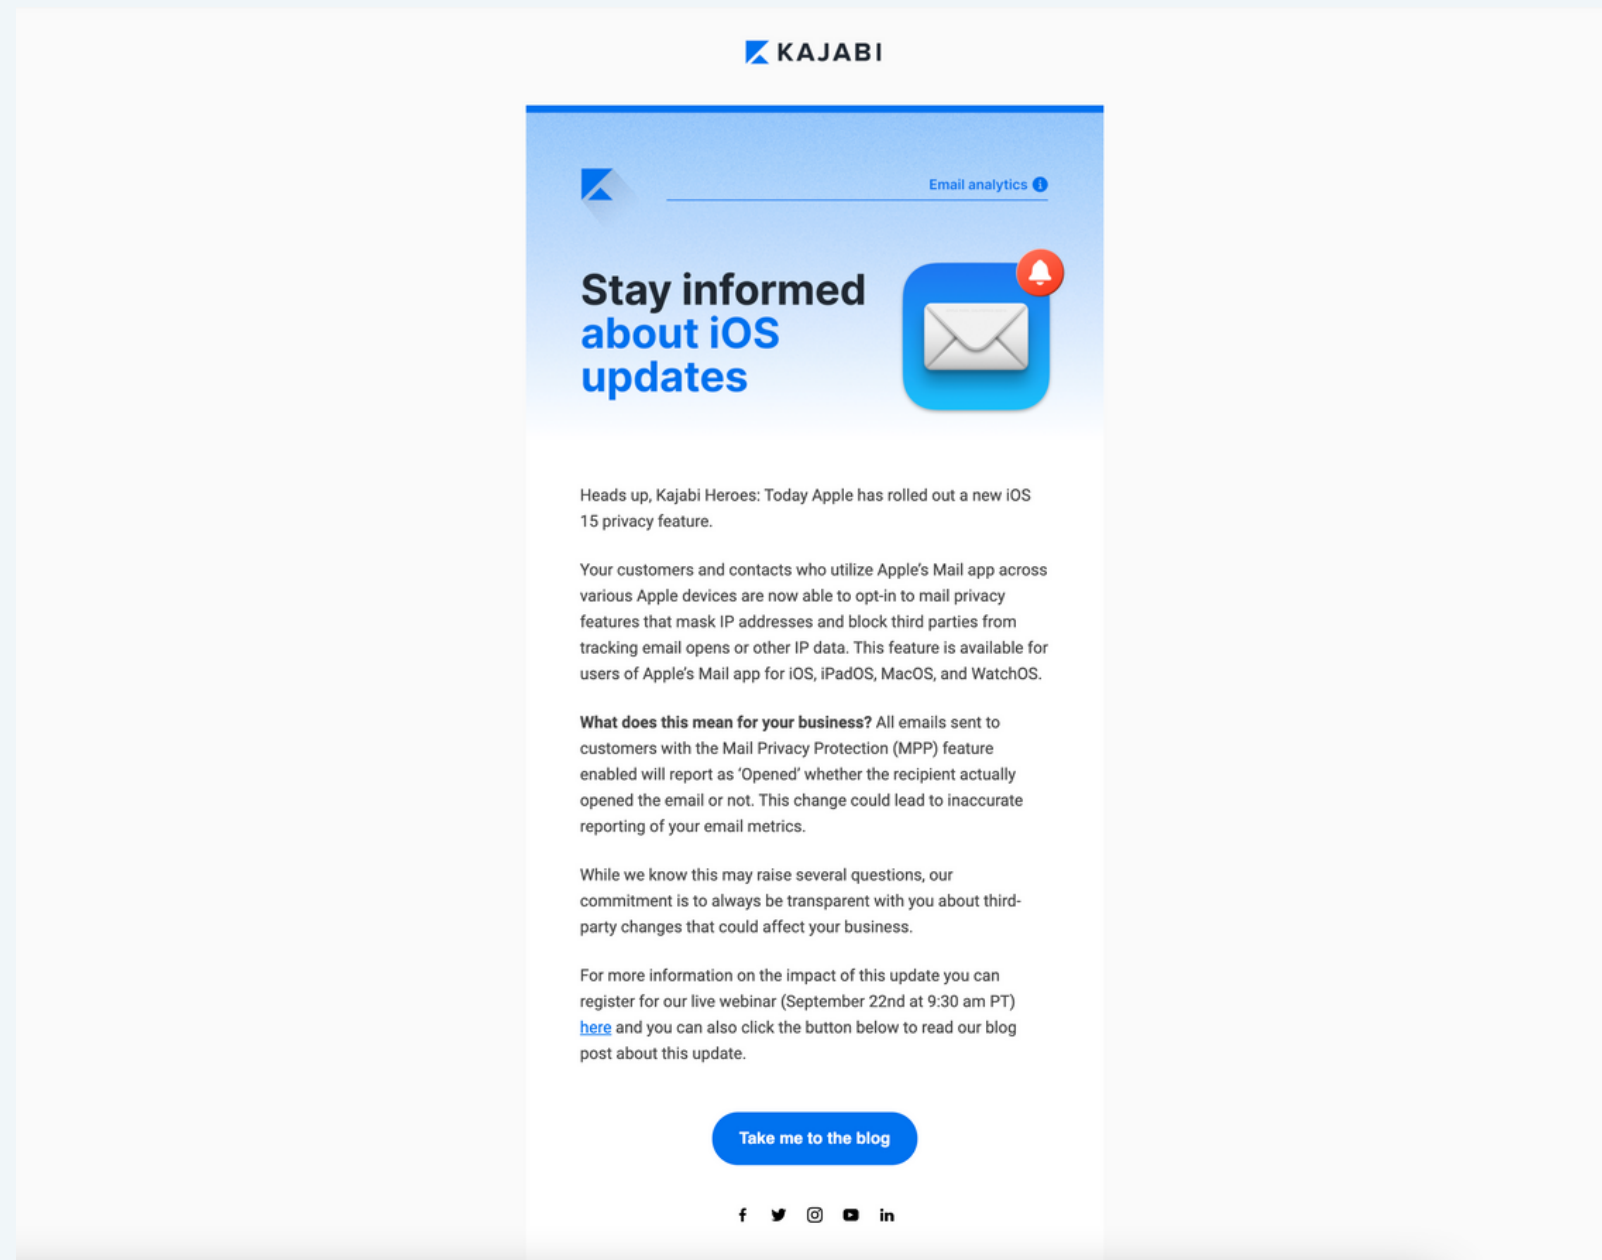 KAJABI
Email analytics
Stay informed
about iOS
updates
Heads up, Kajabi Heroes: Today Apple has rolled out a new iOS
15 privacy feature.
Your customers and contacts who utilize Apple’s Mail app across
various Apple devices are now able to opt-in to mail privacy
features that mask IP addresses and block third parties from
tracking email opens or other IP data. This feature is available for
users of Apple’s Mail app for iOS, iPadOS, MacOS, and WatchOS.
What does this mean for your business? All emails sent to
customers with the Mail Privacy Protection (MPP) feature
enabled will report as ‘Opened’ whether the recipient actually
opened the email or not. This change could lead to inaccurate
reporting of your email metrics.
While we know this may raise several questions, our
commitment is to always be transparent with you about third-
party changes that could affect your business.
For more information on the impact of this update you can
register for our live webinar (September 22nd at 9:30 am PT)
here and you can also click the button below to read our blog
post about this update.
Take me to the blog